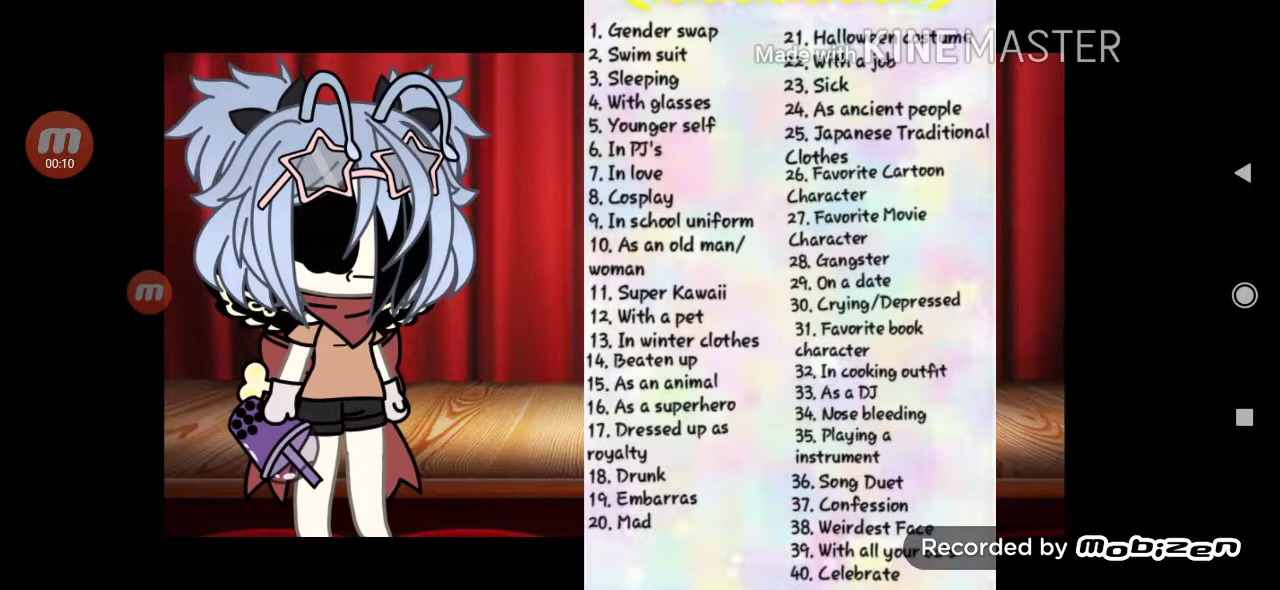 00:10
1. Gender swap
2. Swim suit
3. Sleeping
4. With glasses
5. Younger self
6. In PJ's
7. In love
8. Cosplay
9. In school uniform
10. As an old man/
woman
11. Super Kawaii
12. With a pet
13. In winter clothes
14. Beaten up
15. As an animal
16. As a superhero
17. Dressed up as
royalty
18. Drunk
19. Embarras
20. Mad
21. Halloween costume
22. With a job
23. Sick
24. As ancient people
25. Japanese Traditional
Clothes
26. Favorite Cartoon
Character
27. Favorite Movie
Character
28. Gangster
29. On a date
30. Crying/Depressed
31. Favorite book
character
32. In cooking outfit
33. As a DJ
34. Nose bleeding
35. Playing a
instrument
36. Song Duet
37. Confession
38. Weirdest Face
39. With all your
40. Celebrate
Made with KINEMASTER
Recorded by mobizen